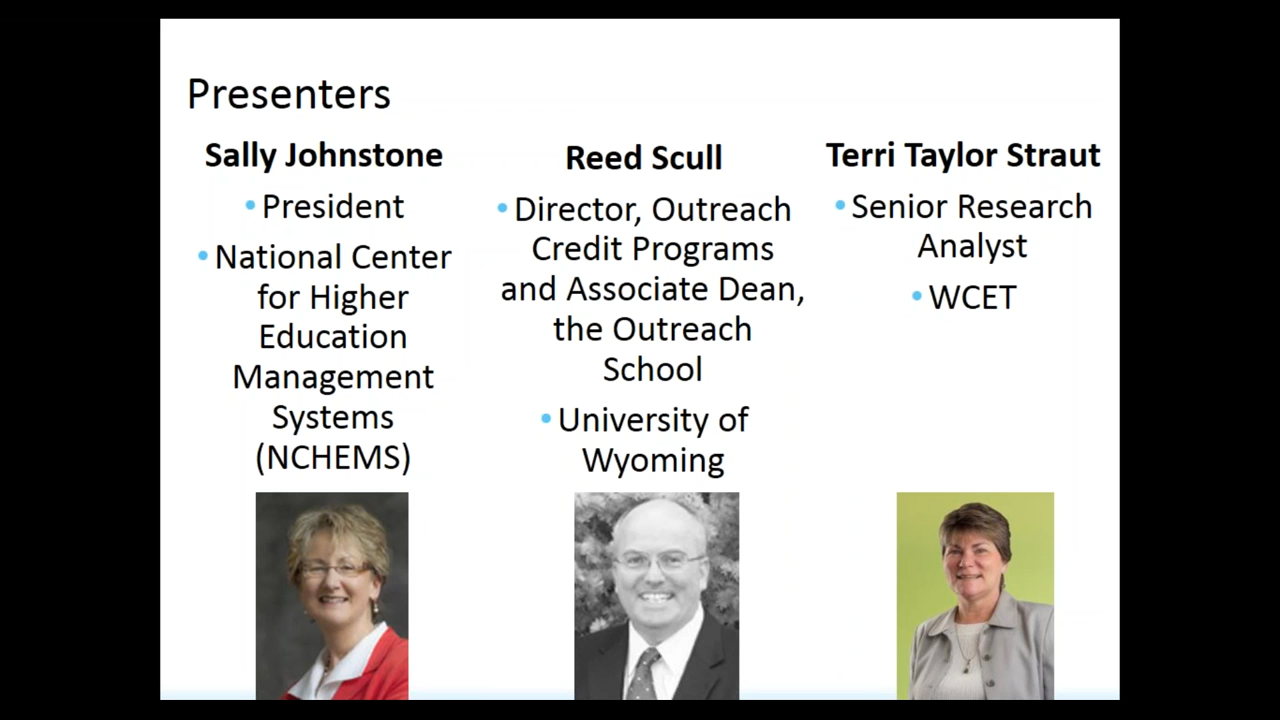 Presenters
Sally Johnstone
• President
• National Center
for Higher
Education
Management
Systems
(NCHEMS)
Reed Scull
• Director, Outreach
Credit Programs
and Associate Dean,
the Outreach
School
• University of
Wyoming
Terri Taylor Straut
• Senior Research
Analyst
• WCET